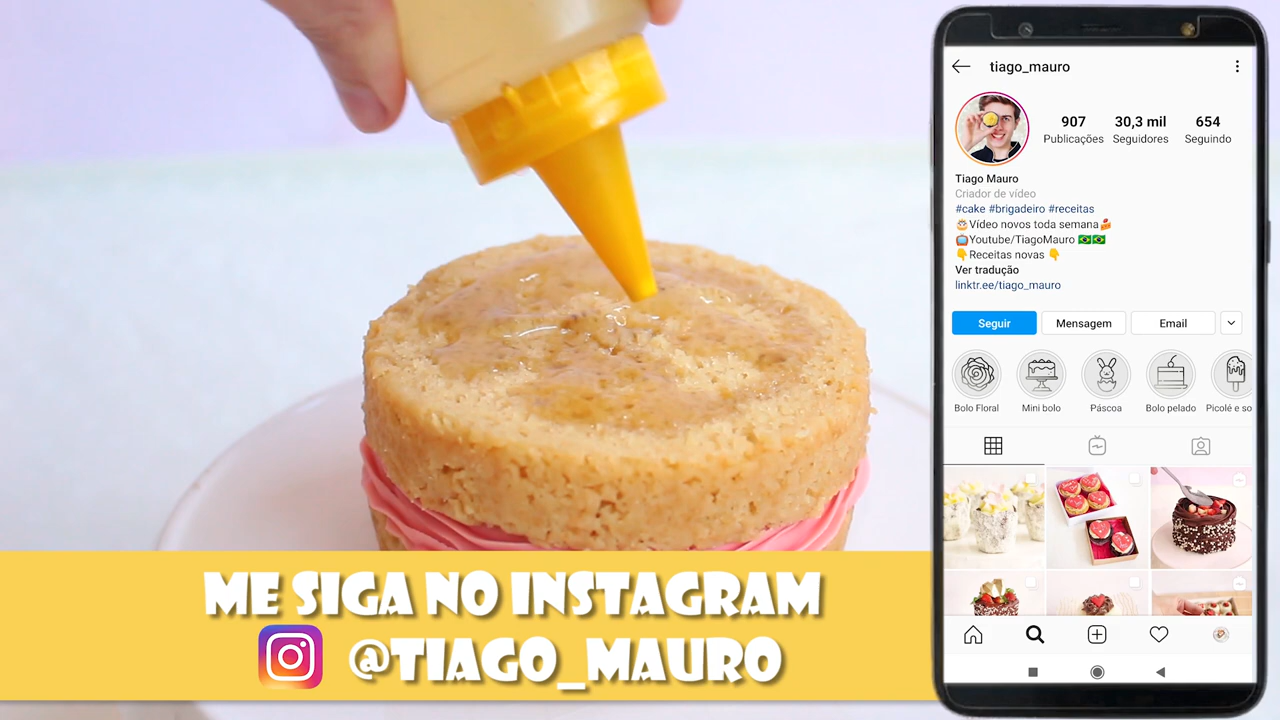 ME SIGA NO INSTAGRAM
@TIAGO_MAURO
tiago_mauro
907 30,3 mil 654
Publicações Seguidores Seguindo
Tiago Mauro
Criador de vídeo
#cake #brigadeiro #receitas
Vídeo novos toda semana
Youtube/TiagoMauro
Receitas novas
Ver tradução
linktr.ee/tiago_mauro
Seguir Mensagem Email
Bolo Floral Mini bolo Páscoa Bolo pelado Picolé e so